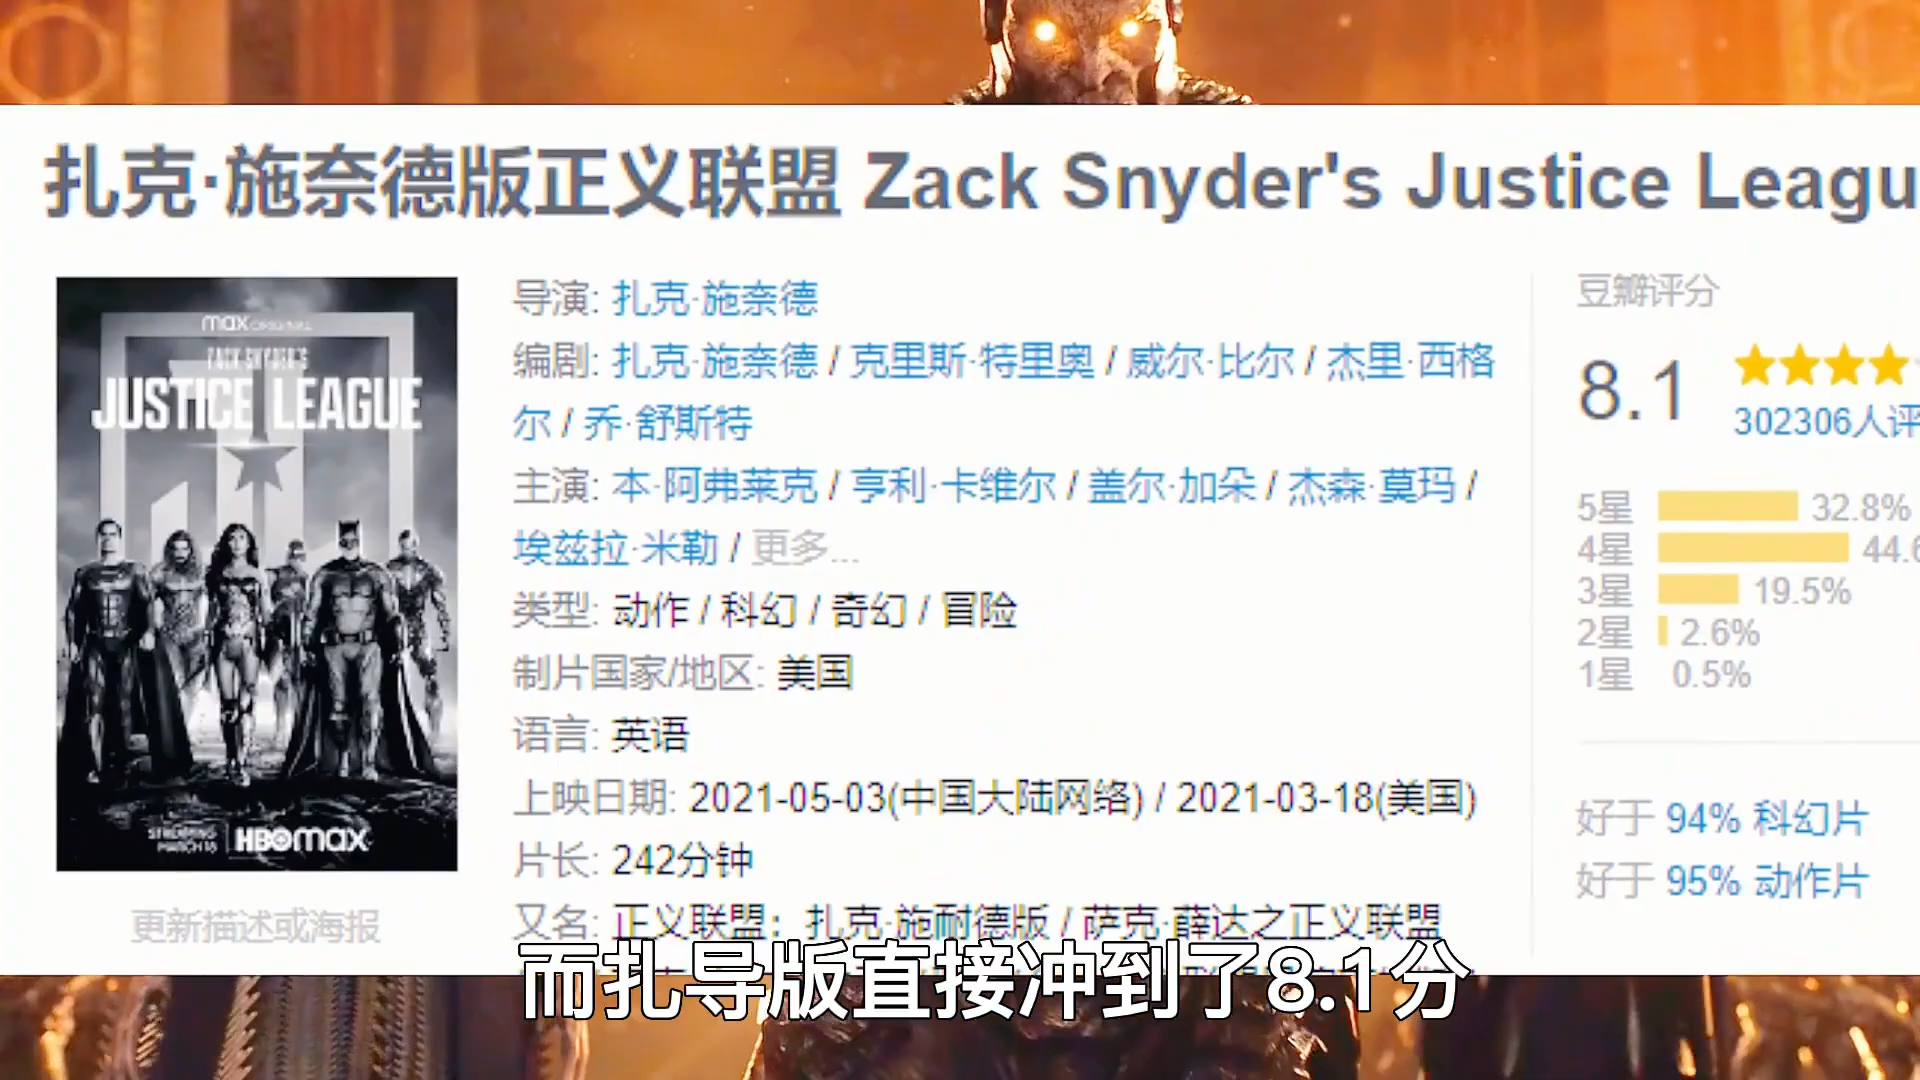 扎克·施奈德版正义联盟 Zack Snyder's Justice Leagu
max ORIGINAL
ZACK SNYDER'S
JUSTICE LEAGUE
STREAMING
MARCH 18
HBOmax
更新描述或海报
导演: 扎克·施奈德
编剧: 扎克·施奈德 / 克里斯·特里奥 / 威尔·比尔 / 杰里·西格
尔 / 乔·舒斯特
主演: 本·阿弗莱克 / 亨利·卡维尔 / 盖尔·加朵 / 杰森·莫玛 /
埃兹拉·米勒 / 更多...
类型: 动作 / 科幻 / 奇幻 / 冒险
制片国家/地区: 美国
语言: 英语
上映日期: 2021-05-03(中国大陆网络) / 2021-03-18(美国)
片长: 242分钟
又名: 正义联盟：扎克·施耐德版 / 萨克·薛达之正义联盟
豆瓣评分
8.1
302306人评
5星 32.8%
4星 44.6
3星 19.5%
2星 2.6%
1星 0.5%
好于 94% 科幻片
好于 95% 动作片
而扎导版直接冲到了8.1分